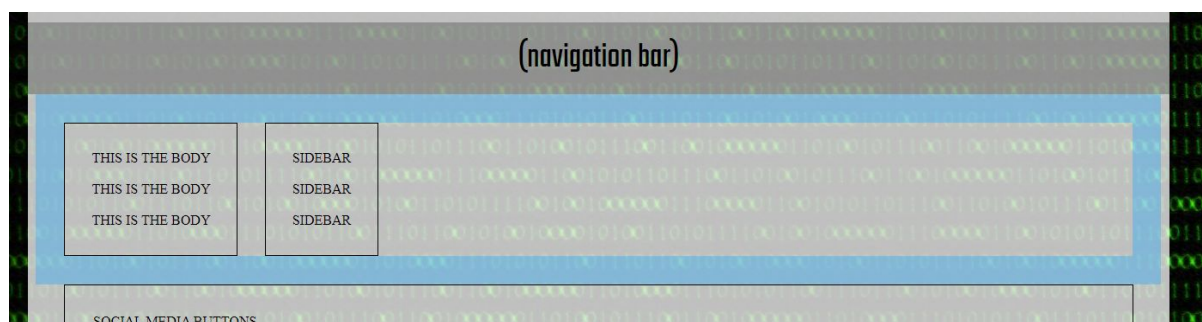 (navigation bar)
THIS IS THE BODY
THIS IS THE BODY
THIS IS THE BODY
SIDEBAR
SIDEBAR
SIDEBAR
SOCIAL MEDIA BUTTONS